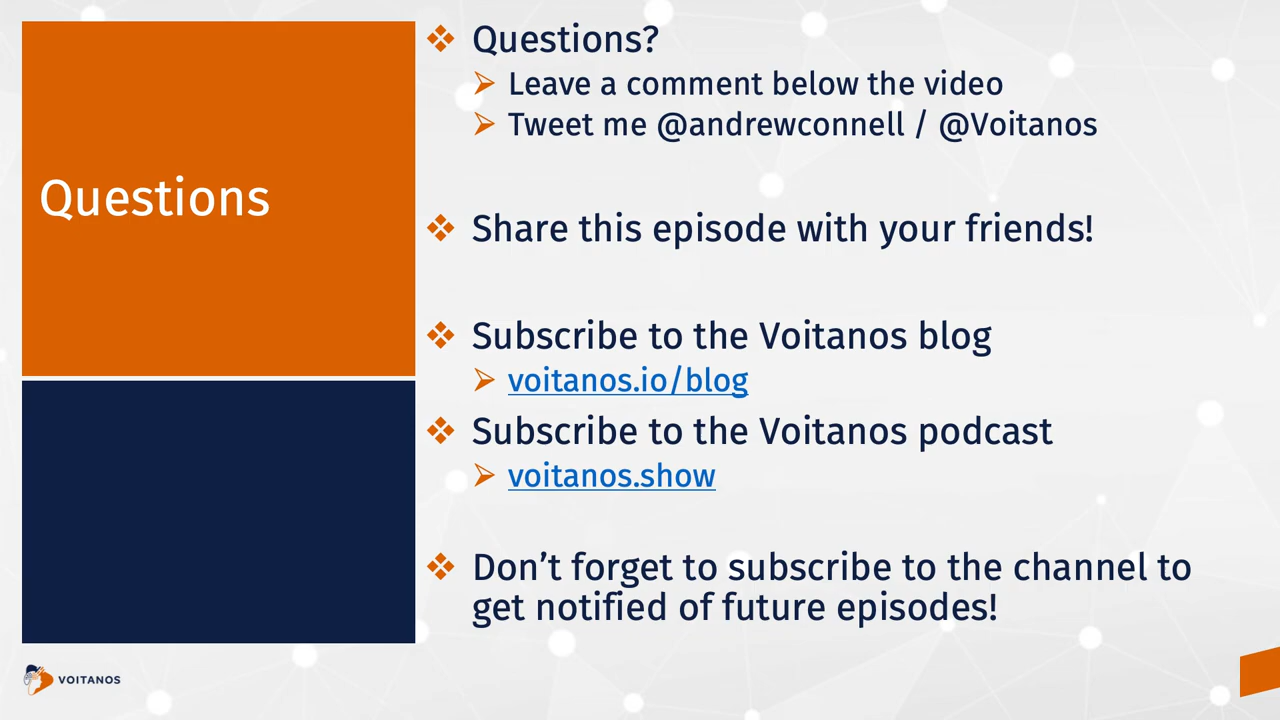 Questions
Questions?
Leave a comment below the video
Tweet me @andrewconnell / @Voitanos
Share this episode with your friends!
Subscribe to the Voitanos blog
voitanos.io/blog
Subscribe to the Voitanos podcast
voitanos.show
Don’t forget to subscribe to the channel to
get notified of future episodes!
VOITANOS